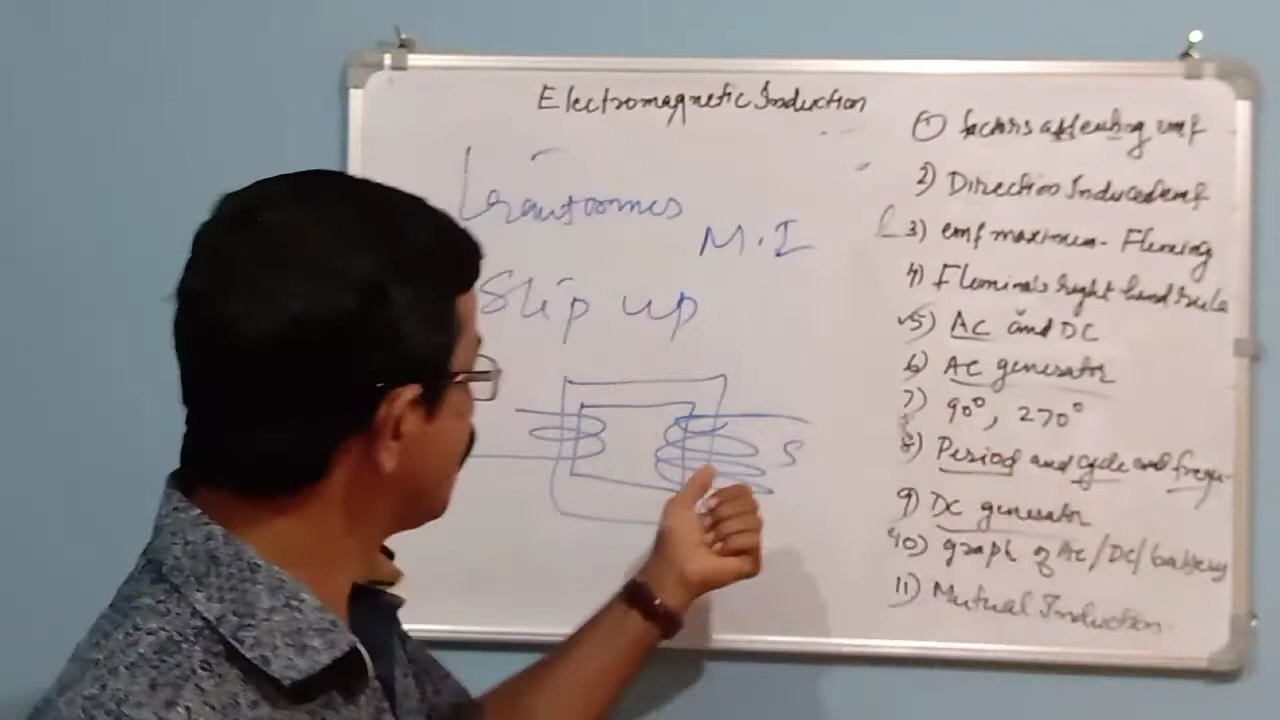 Electromagnetic Induction
M.I
Step up
S
1) factors affecting emf
2) Direction Induced emf
3) emf maximum - Fleming
4) Fleming's right hand rule
5) AC and DC
6) AC generator
7) 90°, 270°
8) Period and cycle and frequ-
9) DC generator
10) graph of AC/DC/battery
11) Mutual Induction